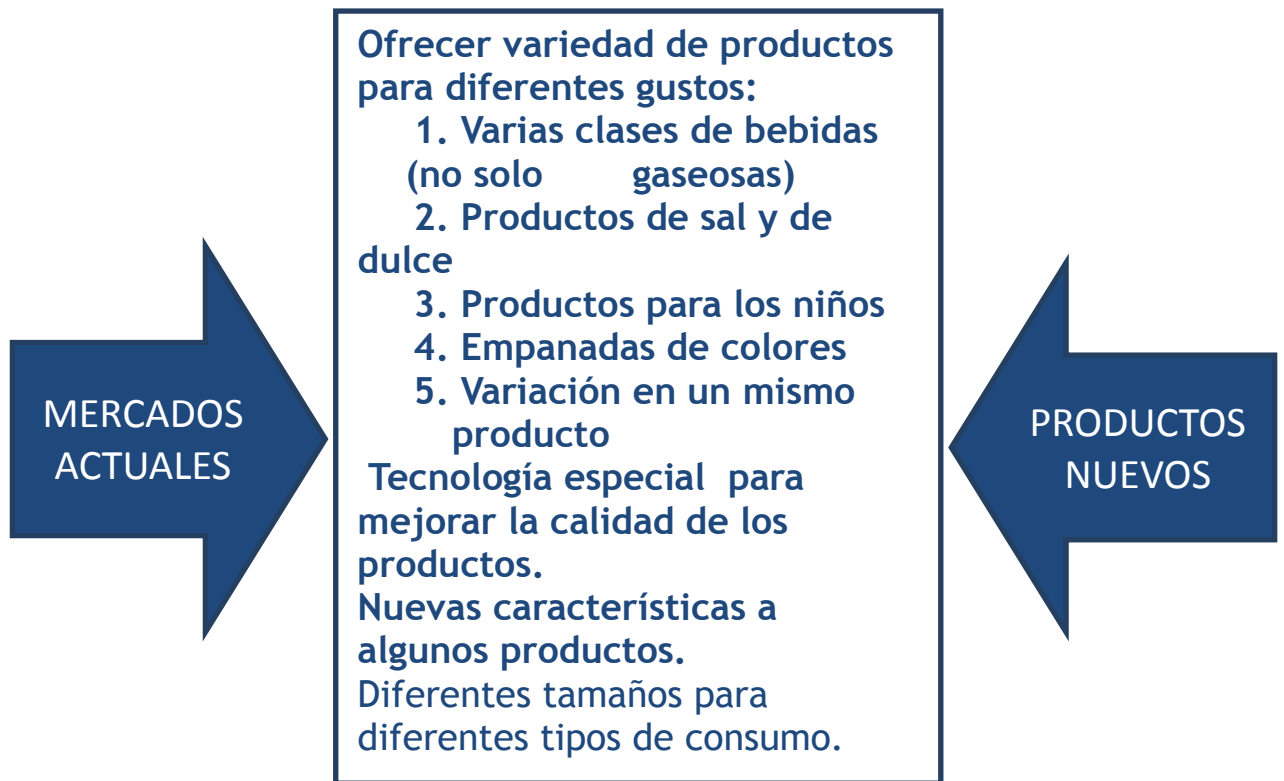 Ofrecer variedad de productos
para diferentes gustos:
1. Varias clases de bebidas
(no solo gaseosas)
2. Productos de sal y de
dulce
3. Productos para los niños
4. Empanadas de colores
5. Variación en un mismo
producto
Tecnología especial para
mejorar la calidad de los
productos.
Nuevas características a
algunos productos.
Diferentes tamaños para
diferentes tipos de consumo.
MERCADOS
ACTUALES
PRODUCTOS
NUEVOS